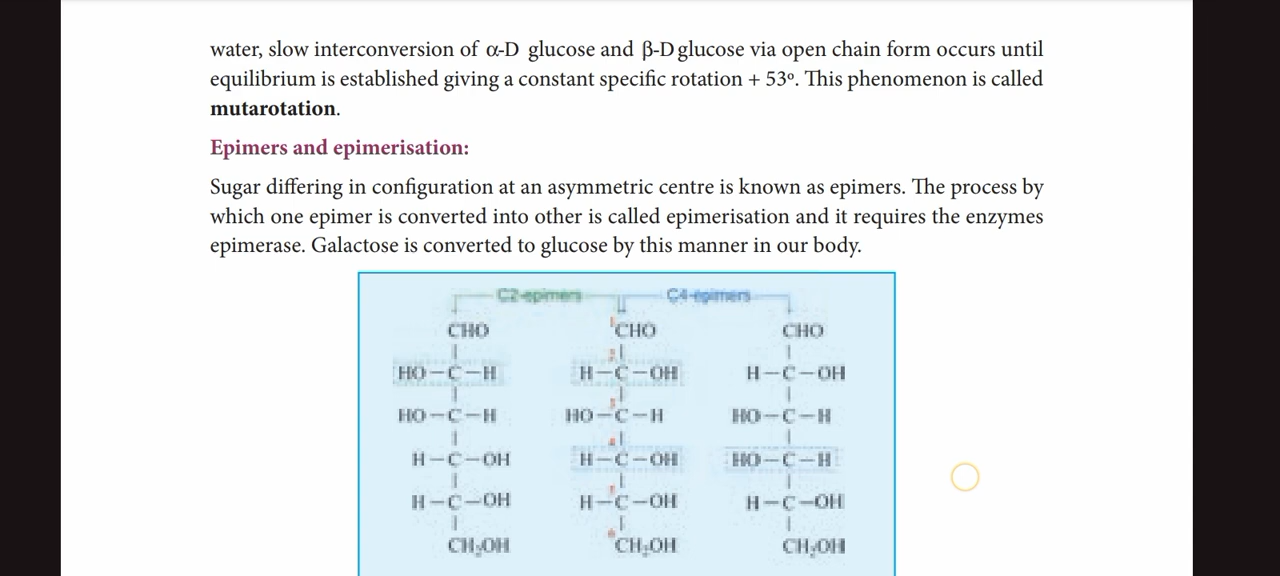 water, slow interconversion of α-D glucose and β-D glucose via open chain form occurs until
equilibrium is established giving a constant specific rotation + 53º. This phenomenon is called
mutarotation.
Epimers and epimerisation:
Sugar differing in configuration at an asymmetric centre is known as epimers. The process by
which one epimer is converted into other is called epimerisation and it requires the enzymes
epimerase. Galactose is converted to glucose by this manner in our body.
C2-epimers C4-epimers
CHO ¹CHO CHO
HO–C–H H–C–OH H–C–OH
HO–C–H HO–C–H HO–C–H
H–C–OH H–C–OH HO–C–H
H–C–OH H–C–OH H–C–OH
CH₂OH ⁶CH₂OH CH₂OH